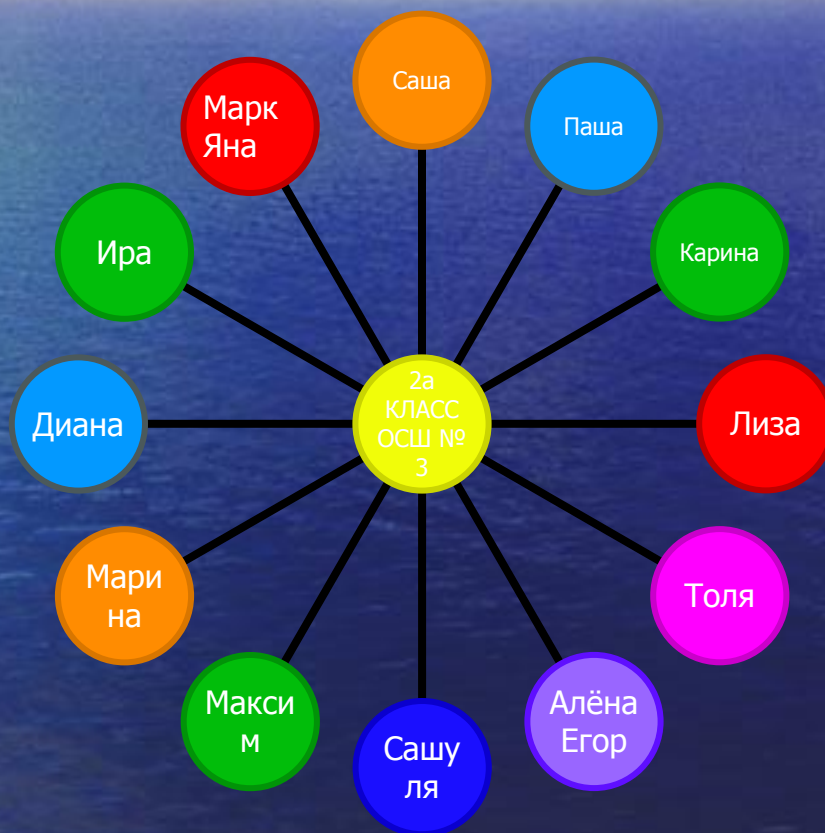 Саша
Паша
Карина
Лиза
Толя
Алёна
Егор
Сашу
ля
Макси
м
Мари
на
Диана
Ира
Марк
Яна
2а
КЛАСС
ОСШ №
3